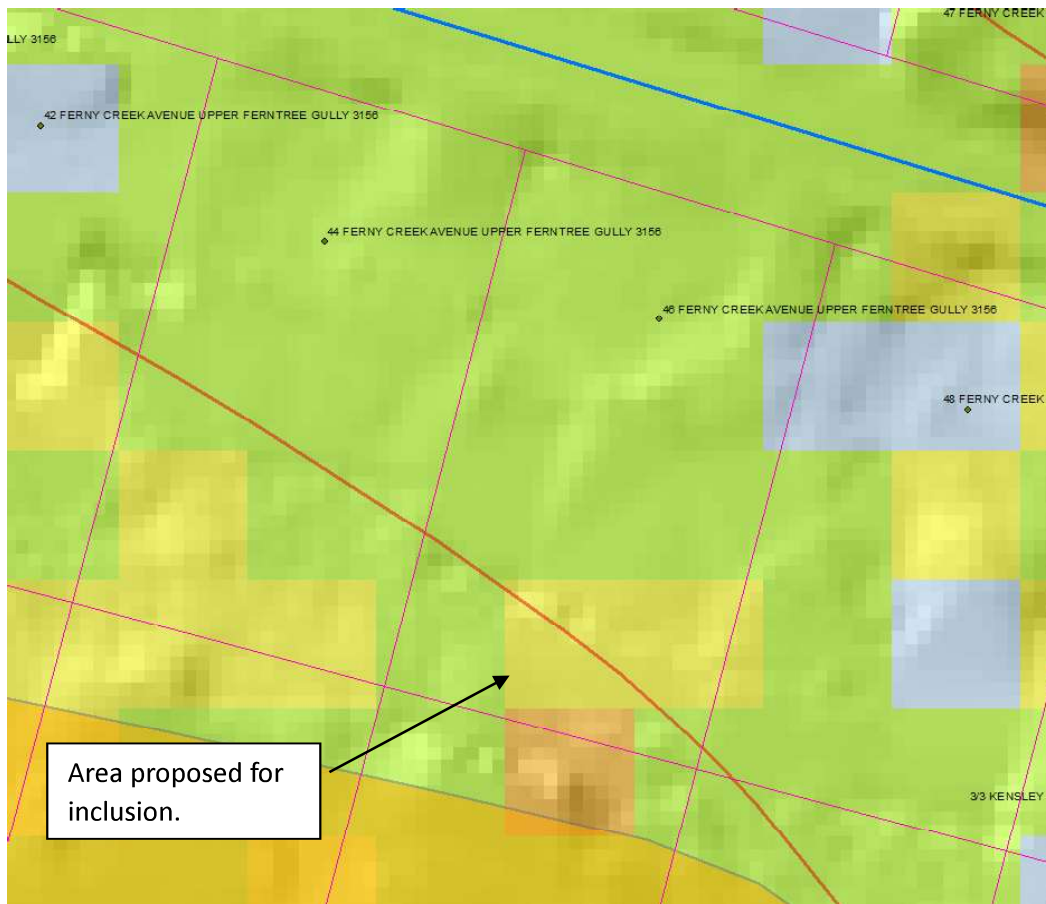 47 FERNY CREEK
LLY 3156
42 FERNY CREEK AVENUE UPPER FERNTREE GULLY 3156
44 FERNY CREEK AVENUE UPPER FERNTREE GULLY 3156
46 FERNY CREEK AVENUE UPPER FERNTREE GULLY 3156
48 FERNY CREEK
Area proposed for
inclusion.
3/3 KENSLEY